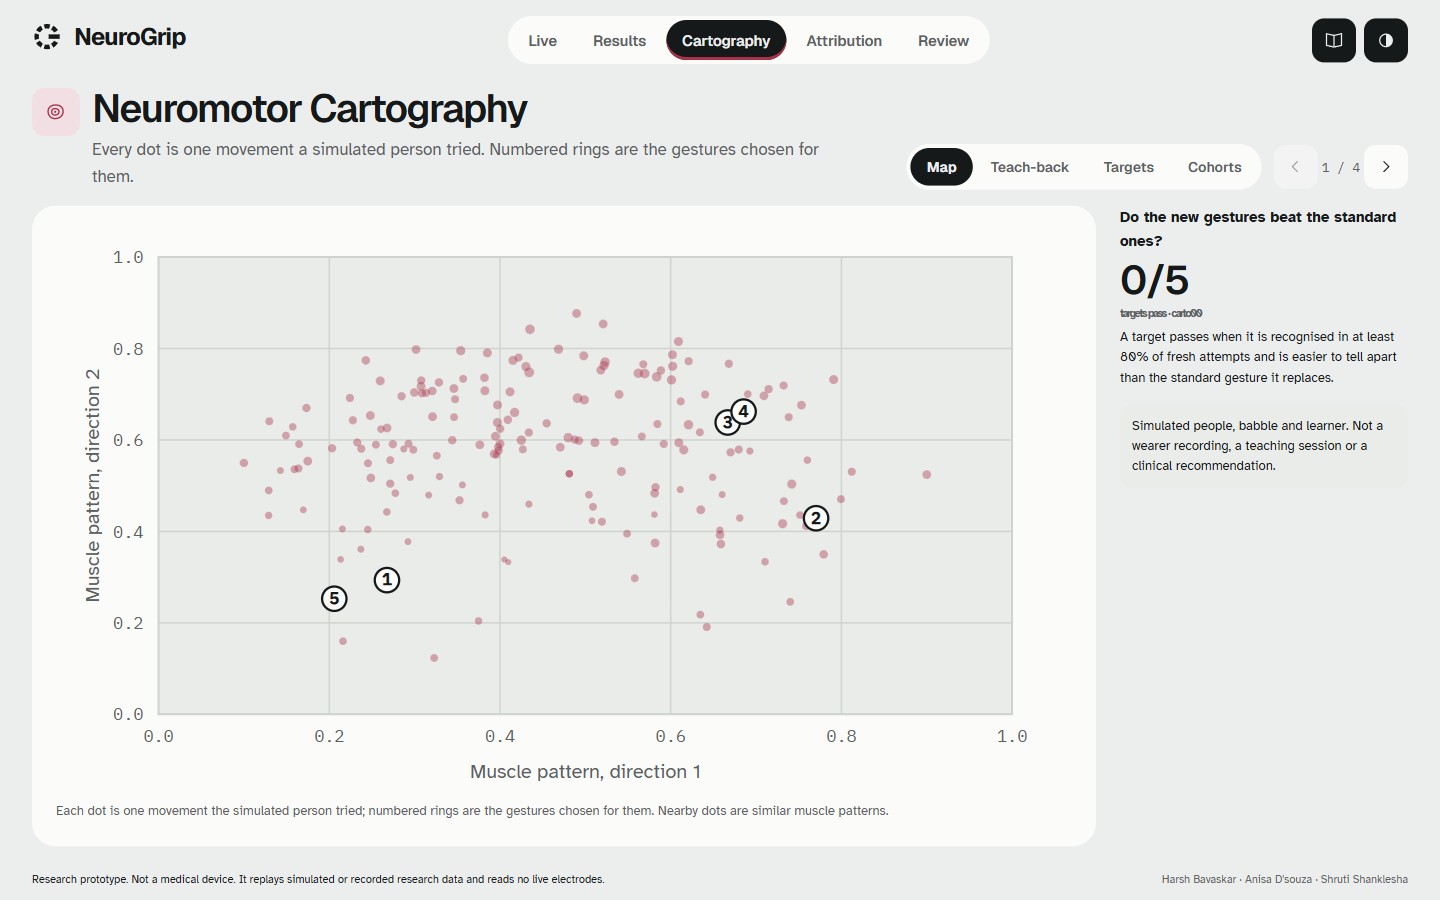 NeuroGrip
Live
Results
Cartography
Attribution
Review
Neuromotor Cartography
Every dot is one movement a simulated person tried. Numbered rings are the gestures chosen for
them.
Map
Teach-back
Targets
Cohorts
1 / 4
1.0
0.8
0.6
0.4
0.2
0.0
Muscle pattern, direction 2
3
4
2
1
5
0.0
0.2
0.4
0.6
0.8
1.0
Muscle pattern, direction 1
Each dot is one movement the simulated person tried; numbered rings are the gestures chosen for them. Nearby dots are similar muscle patterns.
Do the new gestures beat the standard
ones?
0/5
targets pass · carto00
A target passes when it is recognised in at least
80% of fresh attempts and is easier to tell apart
than the standard gesture it replaces.
Simulated people, babble and learner. Not a
wearer recording, a teaching session or a
clinical recommendation.
Research prototype. Not a medical device. It replays simulated or recorded research data and reads no live electrodes.
Harsh Bavaskar · Anisa D'souza · Shruti Shanklesha